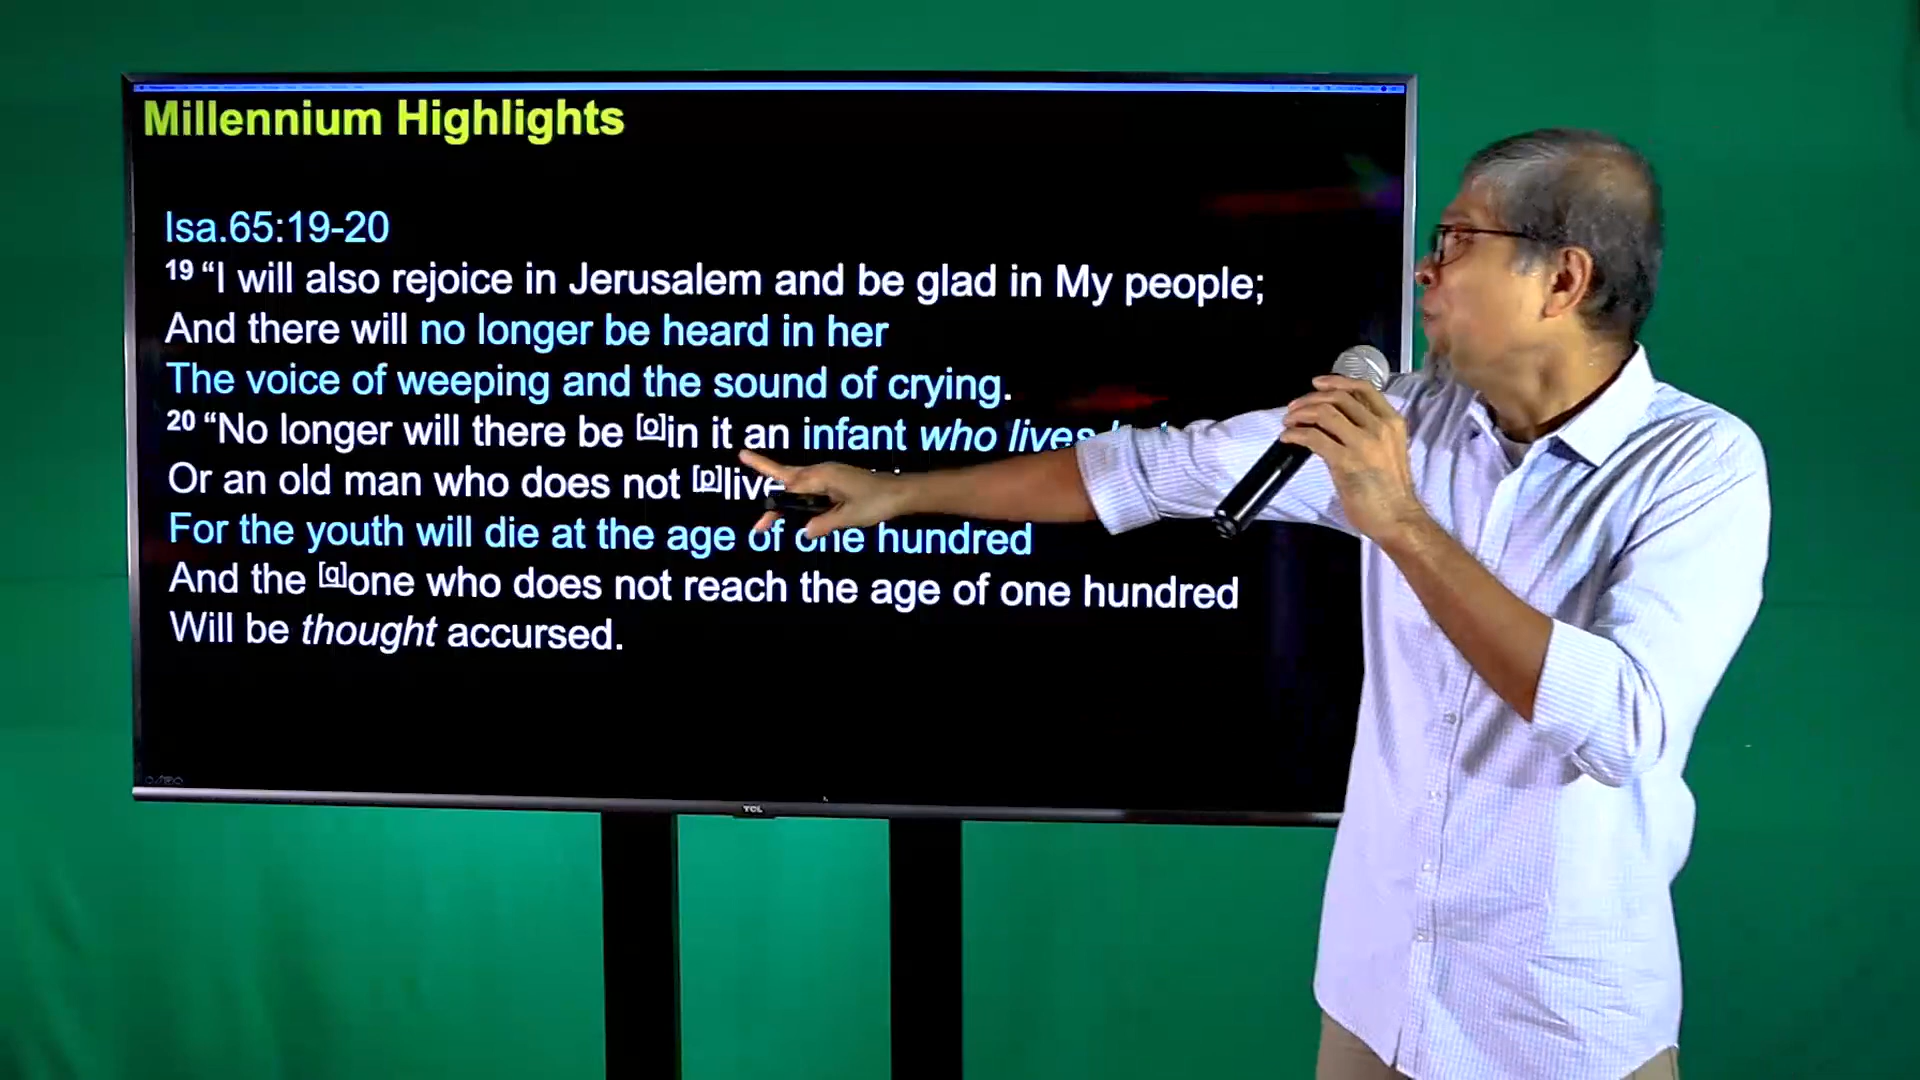 Millennium Highlights
Isa.65:19-20
19 “I will also rejoice in Jerusalem and be glad in My people;
And there will no longer be heard in her
The voice of weeping and the sound of crying.
20 “No longer will there be [o]in it an infant who lives
Or an old man who does not [p]live
For the youth will die at the age of one hundred
And the [q]one who does not reach the age of one hundred
Will be thought accursed.
TCL